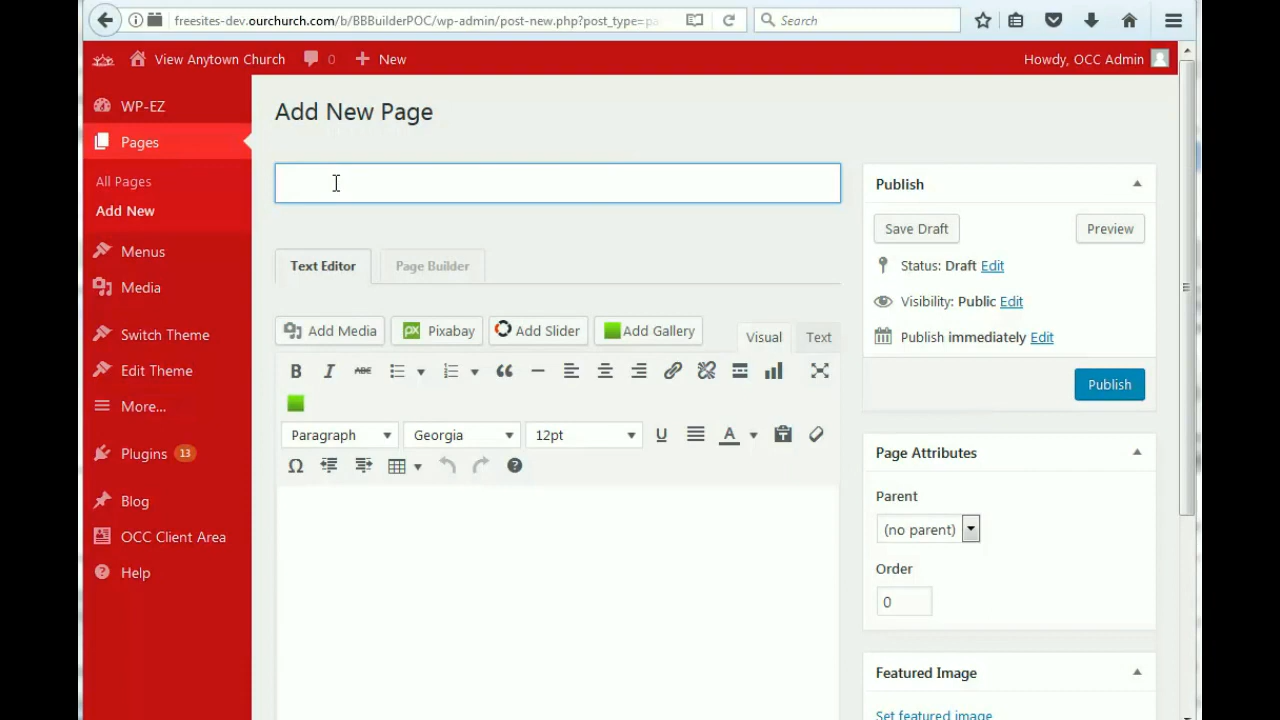 freesites-dev.ourchurch.com/b/BBBuilderPOC/wp-admin/post-new.php?post_type=pa
Search
View Anytown Church 0 New
Howdy, OCC Admin
WP-EZ
Pages
All Pages
Add New
Menus
Media
Switch Theme
Edit Theme
More...
Plugins 13
Blog
OCC Client Area
Help
Add New Page
Text Editor Page Builder
Add Media Pixabay Add Slider Add Gallery Visual Text
B I ABC
Paragraph Georgia 12pt U A
Ω
Publish
Save Draft Preview
Status: Draft Edit
Visibility: Public Edit
Publish immediately Edit
Publish
Page Attributes
Parent
(no parent)
Order
0
Featured Image
Set featured image